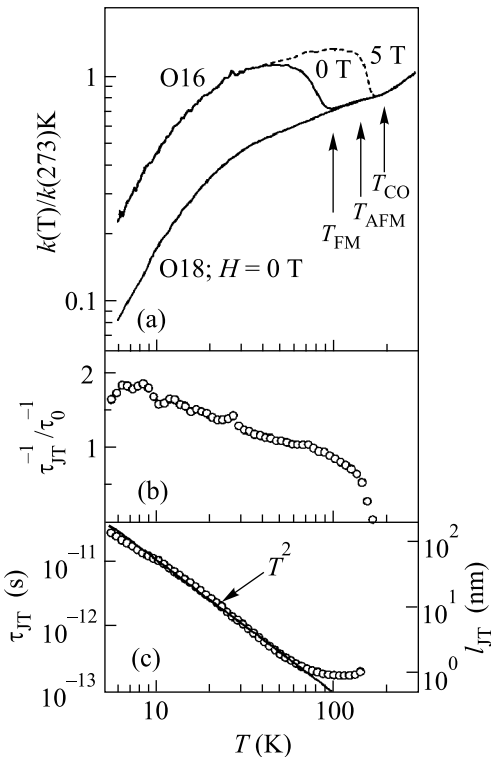 O16
0 T
5 T
T_CO
T_AFM
T_FM
O18; H = 0 T
(a)
k(T)/k(273)K
1
0.1
(b)
τ_JT^-1/τ_0^-1
2
1
T^2
(c)
τ_JT (s)
10^-11
10^-12
10^-13
10^2
10^1
10^0
l_JT (nm)
10
100
T (K)